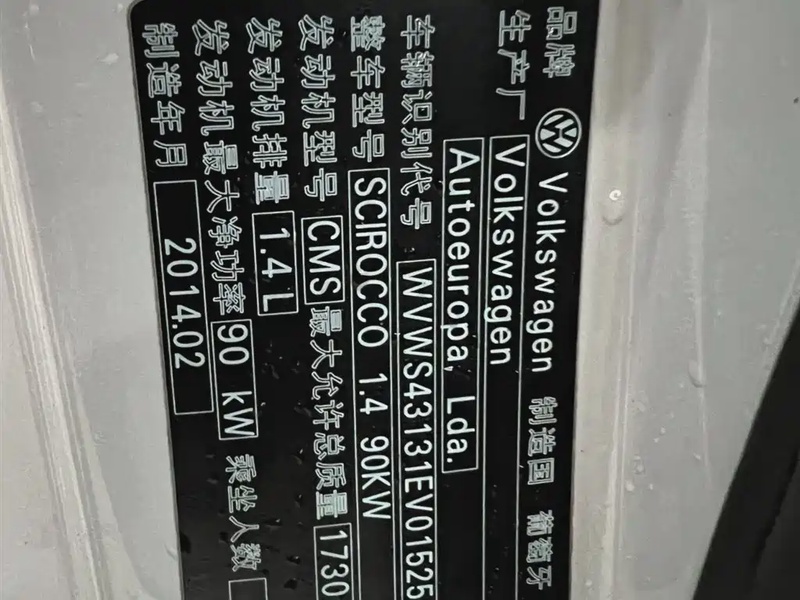 品牌 Volkswagen 制造国 葡萄牙
生产厂 Volkswagen
Autoeuropa, Lda.
车辆识别代号 WVWS43131EV01525
整车型号 SCIROCCO 1.4 90KW
发动机型号 CMS 最大允许总质量 1730
发动机排量 1.4L
发动机最大净功率 90 kW 乘坐人数
制造年月 2014.02